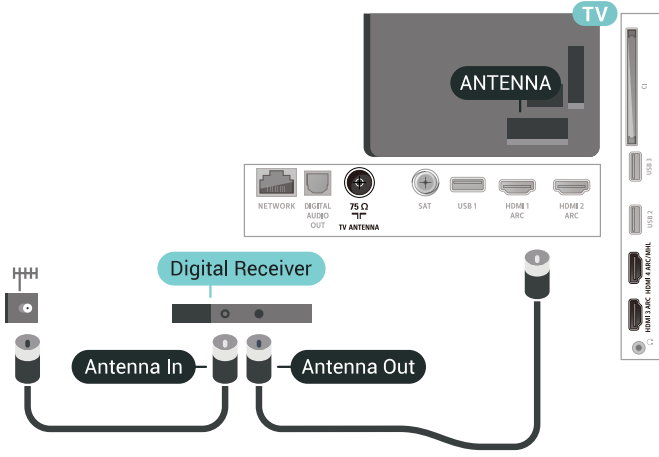 TV
ANTENNA
CI
USB 3
USB 2
HDMI 4 ARC/MHL
HDMI 3 ARC
NETWORK
DIGITAL
AUDIO
OUT
75 Ω
TV ANTENNA
SAT
USB 1
HDMI 1
ARC
HDMI 2
ARC
Digital Receiver
Antenna In
Antenna Out